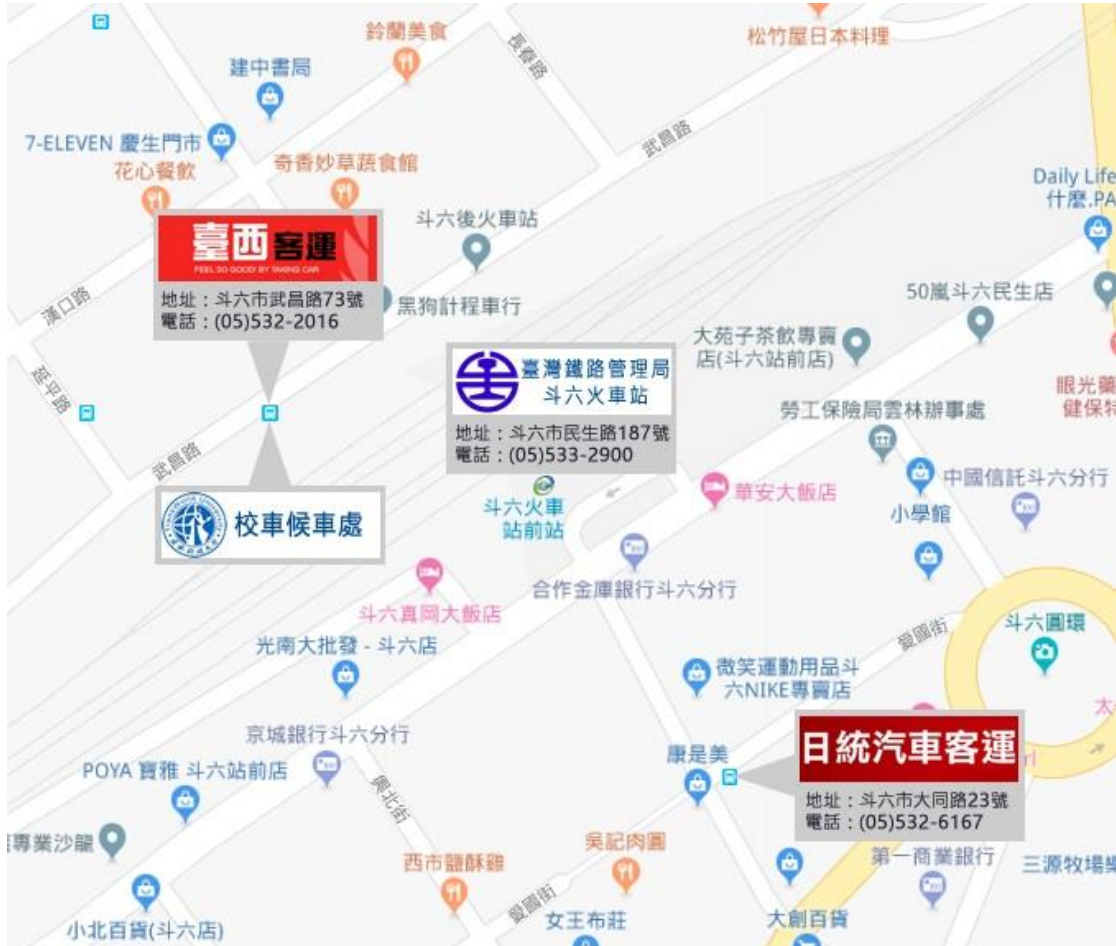 鈴蘭美食
松竹屋日本料理
建中書局
長春路
7-ELEVEN 慶生門市
花心餐飲
奇香妙草蔬食館
武昌路
Daily Life
什麼.PA
斗六後火車站
臺西客運
FEEL SO GOOD! BY TAKING CAR
地址：斗六市武昌路73號
電話：(05)532-2016
漢口路
黑狗計程車行
50嵐斗六民生店
大苑子茶飲專賣
店(斗六站前店)
臺灣鐵路管理局
斗六火車站
地址：斗六市民生路187號
電話：(05)533-2900
延平路
眼光藥
健保特
勞工保險局雲林辦事處
武昌路
校車候車處
斗六火車
站前站
華安大飯店
中國信託斗六分行
小學館
合作金庫銀行斗六分行
斗六真岡大飯店
愛國街
斗六圓環
光南大批發 - 斗六店
微笑運動用品斗
六NIKE專賣店
太
京城銀行斗六分行
康是美
日統汽車客運
rl
地址：斗六市大同路23號
電話：(05)532-6167
POYA 寶雅 斗六站前店
興北街
專業沙龍
西市鹽酥雞
吳記肉圓
第一商業銀行
三源牧場樂
愛國街
小北百貨(斗六店)
女王布莊
大創百貨